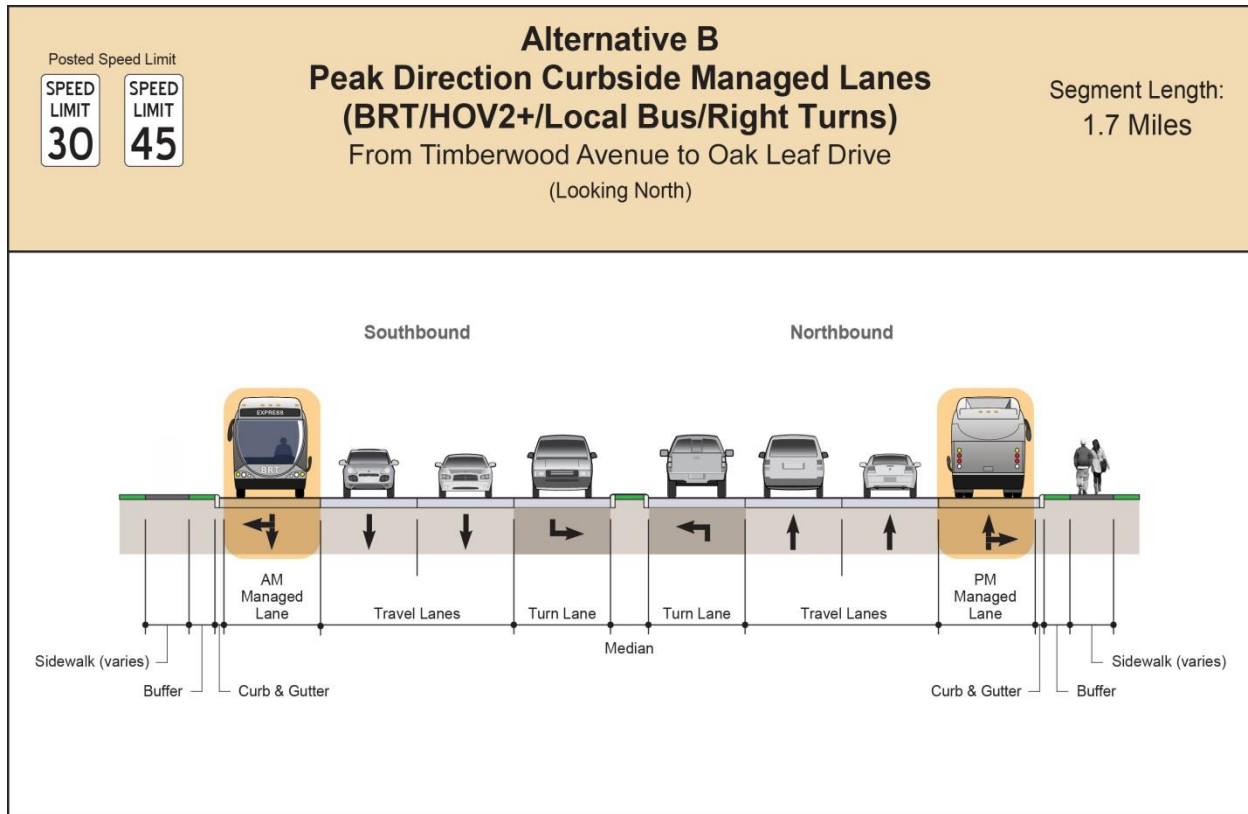 Posted Speed Limit
SPEED
LIMIT
30
SPEED
LIMIT
45
Alternative B
Peak Direction Curbside Managed Lanes
(BRT/HOV2+/Local Bus/Right Turns)
From Timberwood Avenue to Oak Leaf Drive
(Looking North)
Segment Length:
1.7 Miles
Southbound
Northbound
EXPRESS
BRT
AM
Managed
Lane
Travel Lanes
Turn Lane
Median
Turn Lane
Travel Lanes
PM
Managed
Lane
Sidewalk (varies)
Buffer
Curb & Gutter
Curb & Gutter
Buffer
Sidewalk (varies)